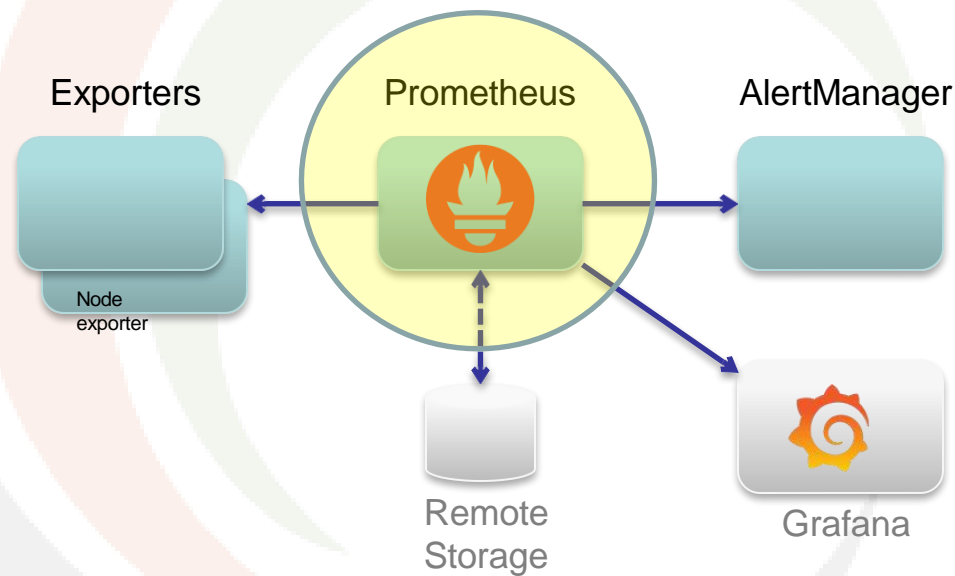 Exporters
Prometheus
AlertManager
Node
exporter
Remote
Storage
Grafana